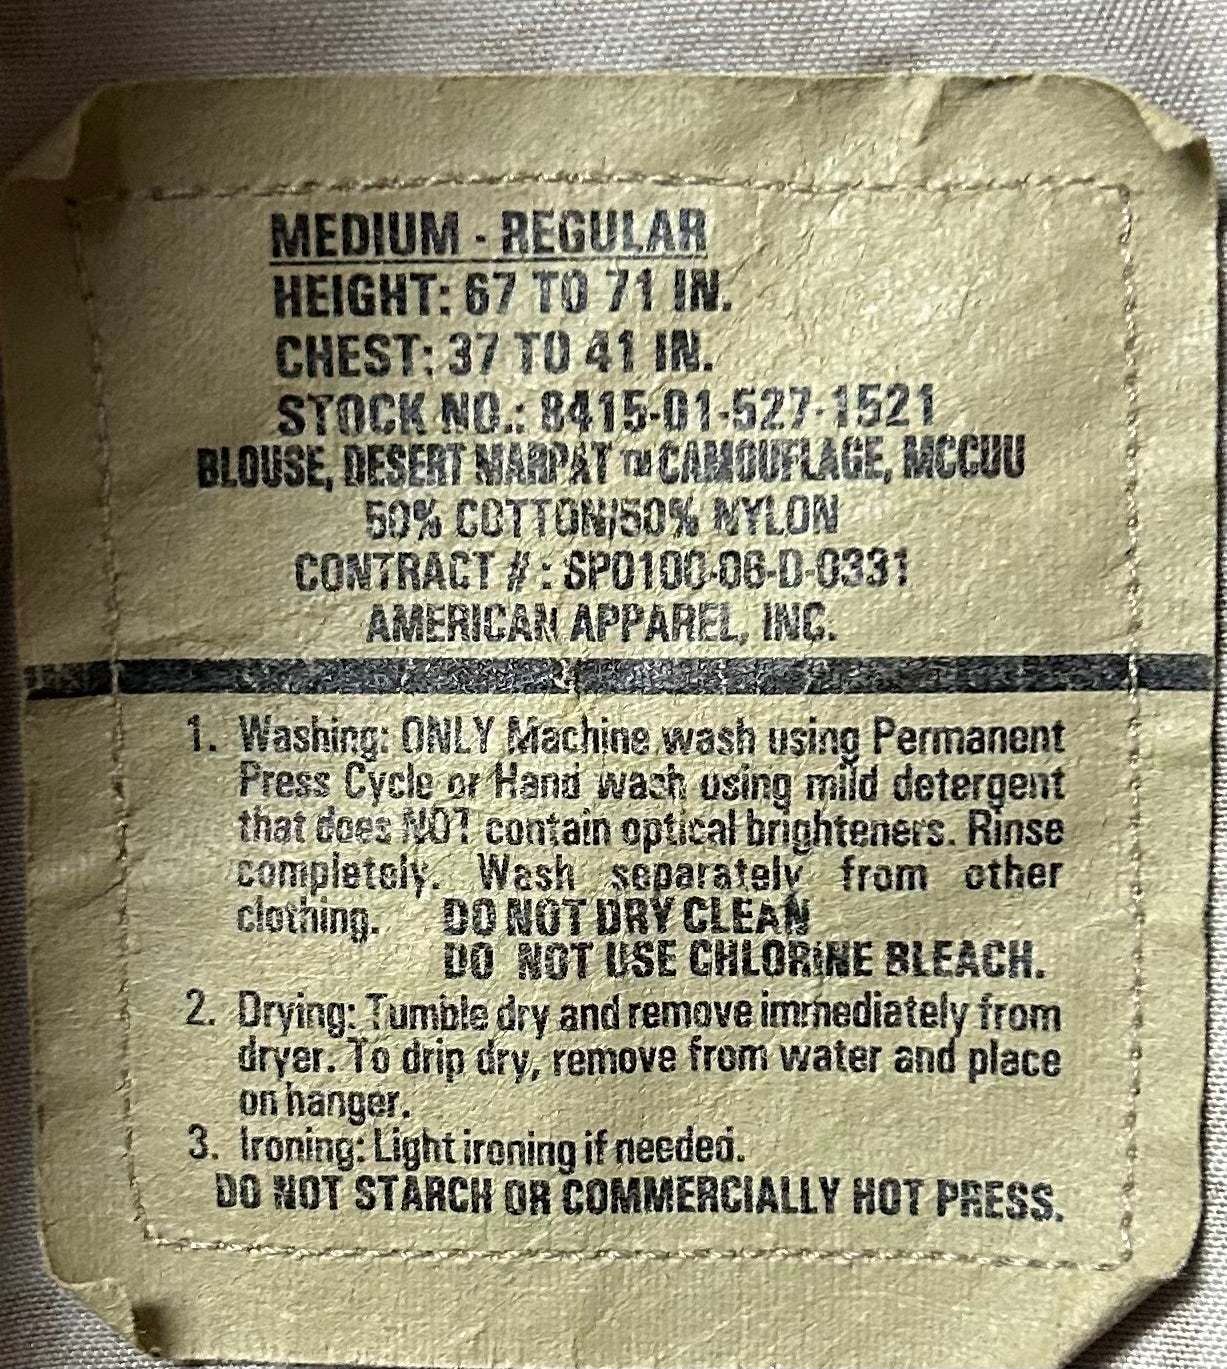 MEDIUM - REGULAR
HEIGHT: 67 TO 71 IN.
CHEST: 37 TO 41 IN.
STOCK NO.: 8415-01-527-1521
BLOUSE, DESERT MARPAT ™ CAMOUFLAGE, MCCUU
50% COTTON/50% NYLON
CONTRACT # : SPO100-06-D-0331
AMERICAN APPAREL, INC.
1. Washing: ONLY Machine wash using Permanent
Press Cycle or Hand wash using mild detergent
that does NOT contain optical brighteners. Rinse
completely. Wash separately from other
clothing. DO NOT DRY CLEAN
DO NOT USE CHLORINE BLEACH.
2. Drying: Tumble dry and remove immediately from
dryer. To drip dry, remove from water and place
on hanger.
3. Ironing: Light ironing if needed.
DO NOT STARCH OR COMMERCIALLY HOT PRESS.